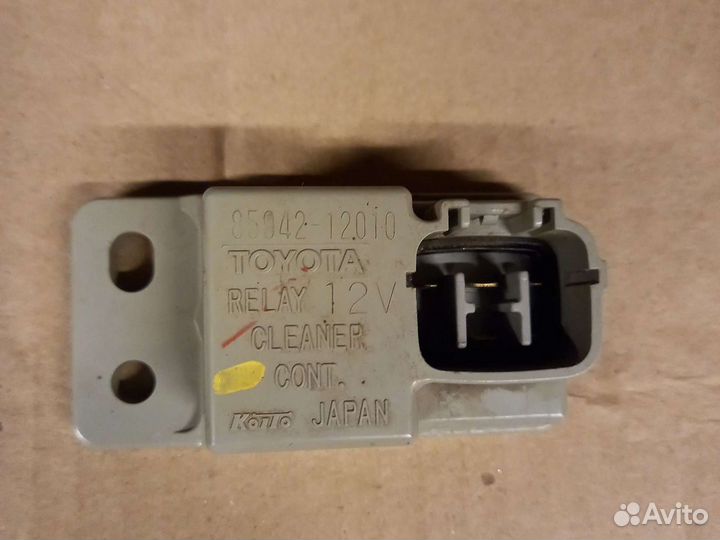 85942-12010
TOYOTA
RELAY 12V
CLEANER
CONT.
KOITO JAPAN
Avito